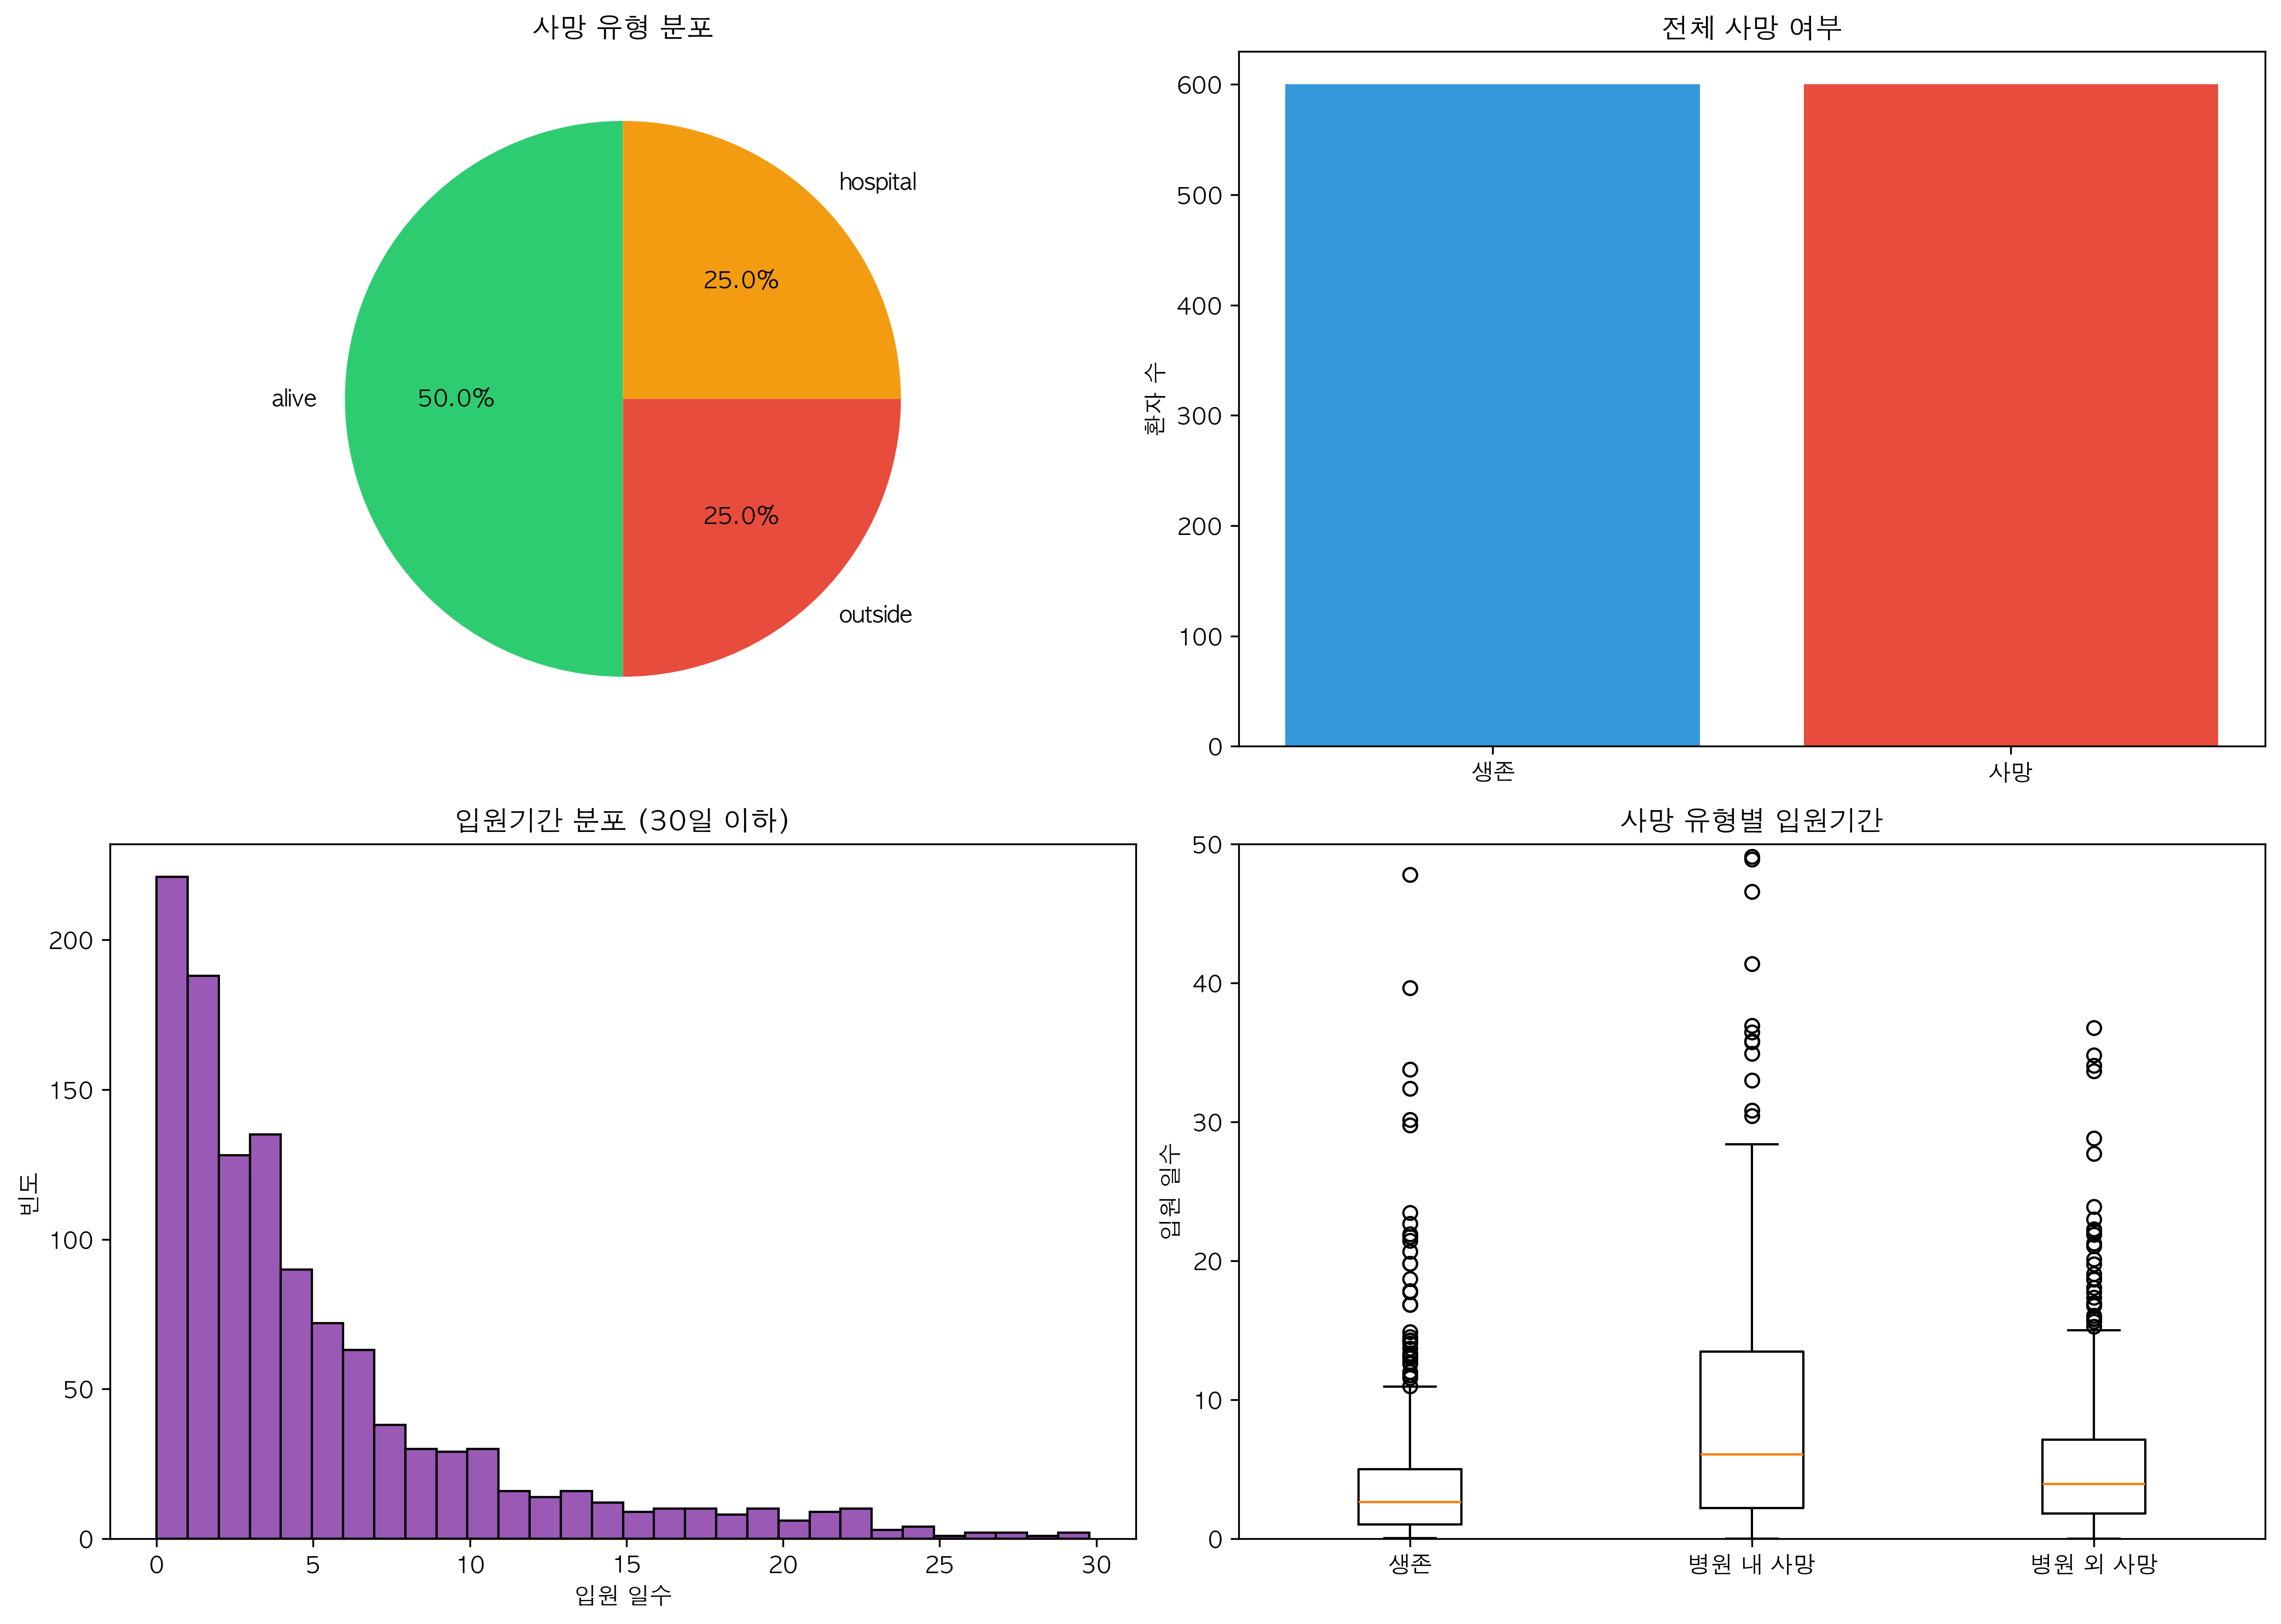 사망 유형 분포
hospital
25.0%
alive
50.0%
25.0%
outside
전체 사망 여부
600
500
400
300
200
100
0
환자 수
생존
사망
입원기간 분포 (30일 이하)
200
150
100
50
0
빈도
0 5 10 15 20 25 30
입원 일수
사망 유형별 입원기간
50
40
30
20
10
0
입원 일수
생존
병원 내 사망
병원 외 사망